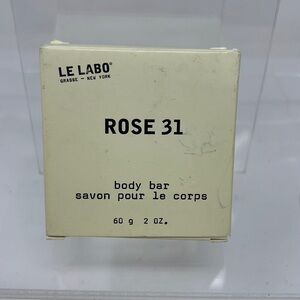 LE LABO®
GRASSE - NEW YORK
ROSE 31
body bar
savon pour le corps
60 g 2 OZ.